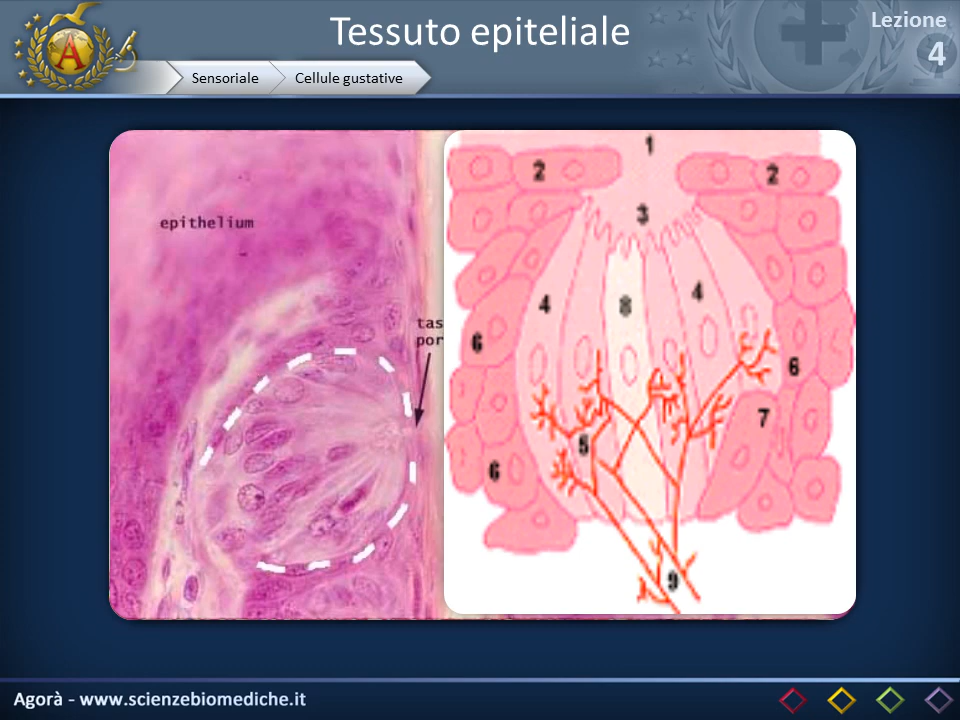 Tessuto epiteliale
Lezione
4
A
Sensoriale
Cellule gustative
epithelium
tas
por
1
2
2
3
4
8
4
6
6
7
5
6
9
Agorà - www.scienzebiomediche.it